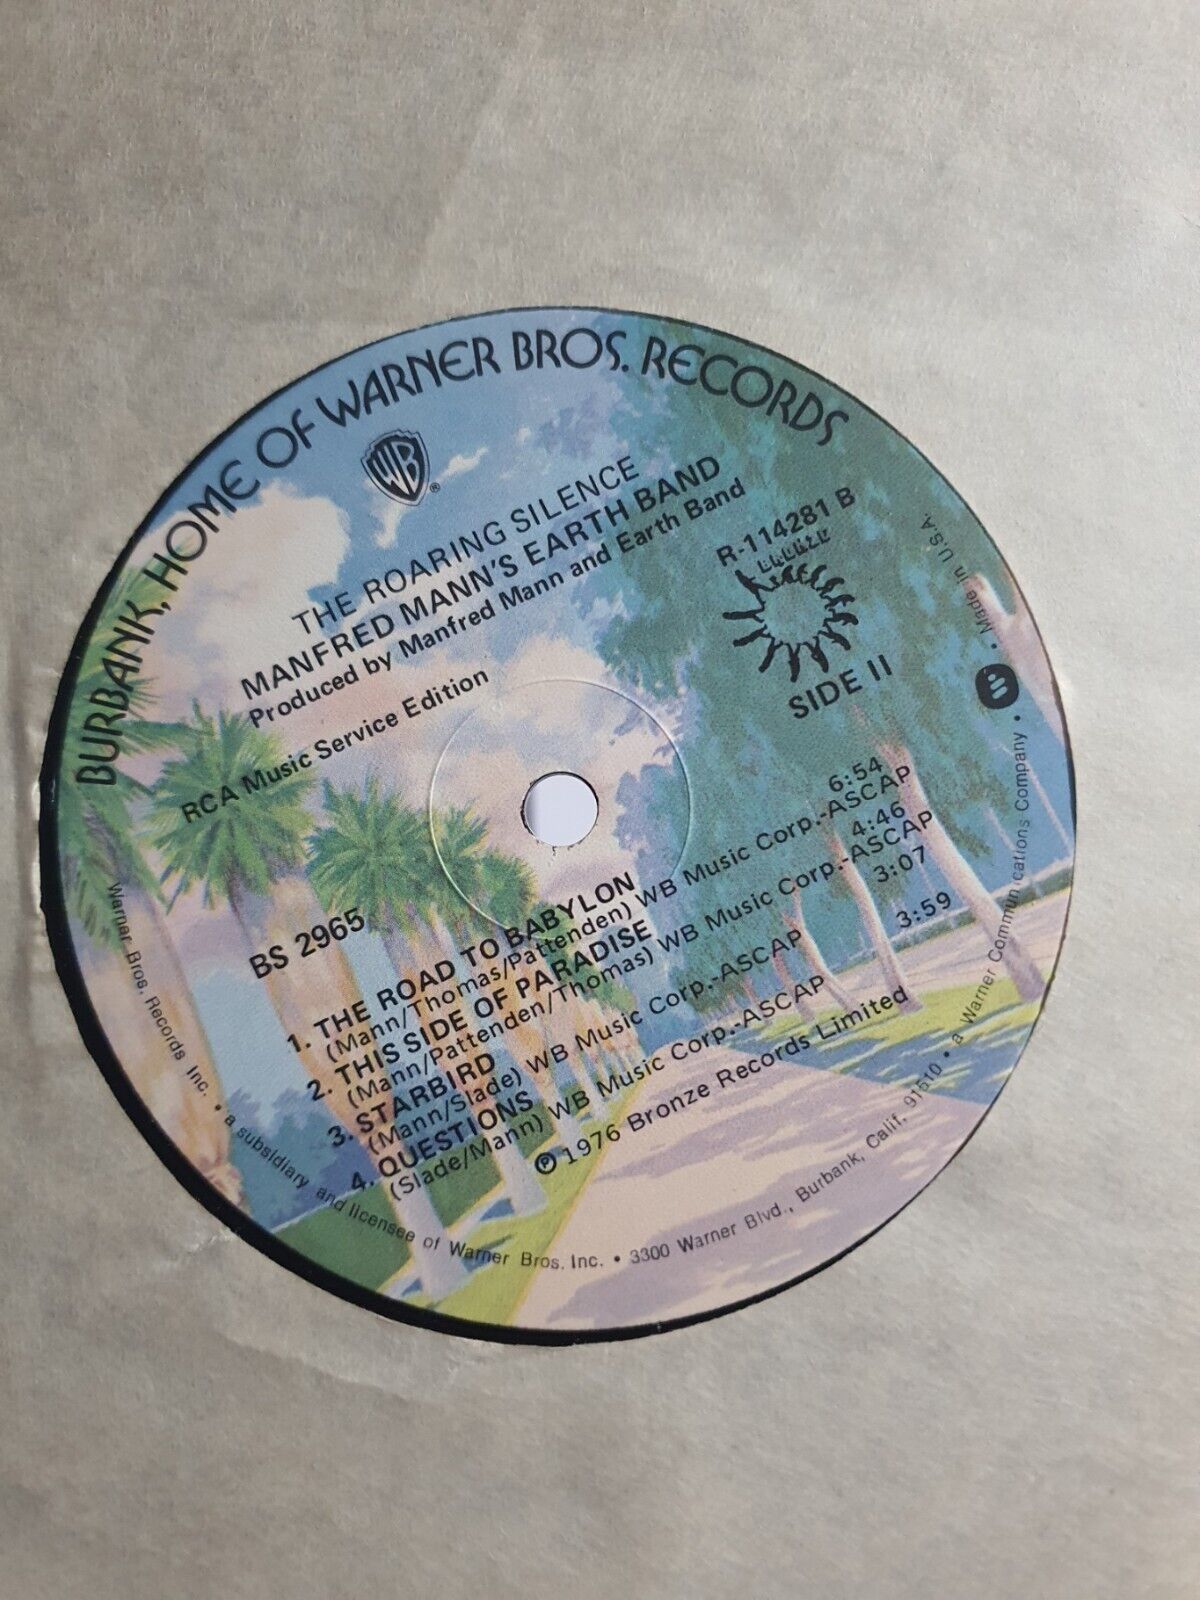 BURBANK, HOME OF WARNER BROS. RECORDS
WB ®
THE ROARING SILENCE
MANFRED MANN'S EARTH BAND
Produced by Manfred Mann and Earth Band
RCA Music Service Edition
R-114281 B
SIDE II
BS 2965
1. THE ROAD TO BABYLON 6:54
(Mann/Thomas/Pattenden) WB Music Corp.-ASCAP
2. THIS SIDE OF PARADISE 4:46
(Mann/Pattenden/Thomas) WB Music Corp.-ASCAP
3. STARBIRD 3:07
(Mann/Slade) WB Music Corp.-ASCAP
4. QUESTIONS 3:59
(Slade/Mann) WB Music Corp.-ASCAP
℗ 1976 Bronze Records Limited
Warner Bros. Records Inc. • a subsidiary and licensee of Warner Bros. Inc. • 3300 Warner Blvd., Burbank, Calif. 91510 • a Warner Communications Company • Made in U.S.A.